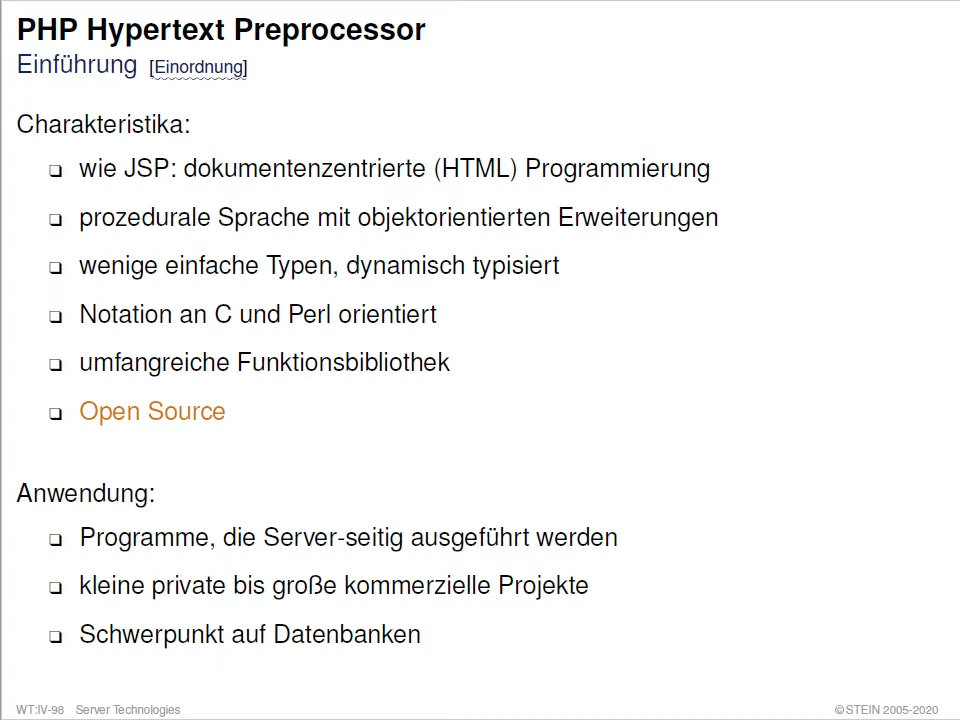 PHP Hypertext Preprocessor
Einführung [Einordnung]
Charakteristika:
❑ wie JSP: dokumentenzentrierte (HTML) Programmierung
❑ prozedurale Sprache mit objektorientierten Erweiterungen
❑ wenige einfache Typen, dynamisch typisiert
❑ Notation an C und Perl orientiert
❑ umfangreiche Funktionsbibliothek
❑ Open Source
Anwendung:
❑ Programme, die Server-seitig ausgeführt werden
❑ kleine private bis große kommerzielle Projekte
❑ Schwerpunkt auf Datenbanken
WT:IV-98 Server Technologies ©STEIN 2005-2020